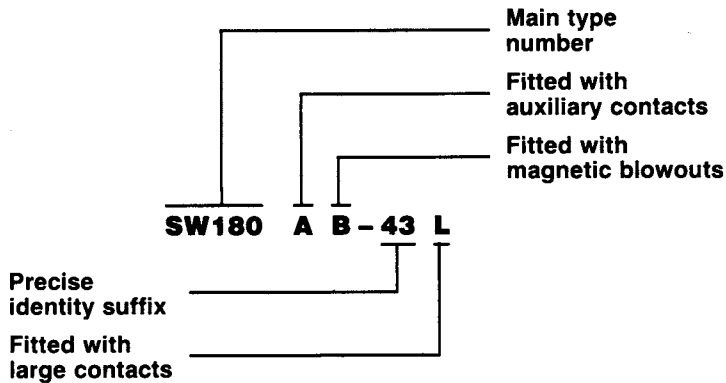 Main type
number
Fitted with
auxiliary contacts
Fitted with
magnetic blowouts
SW180 A B – 43 L
Precise
identity suffix
Fitted with
large contacts